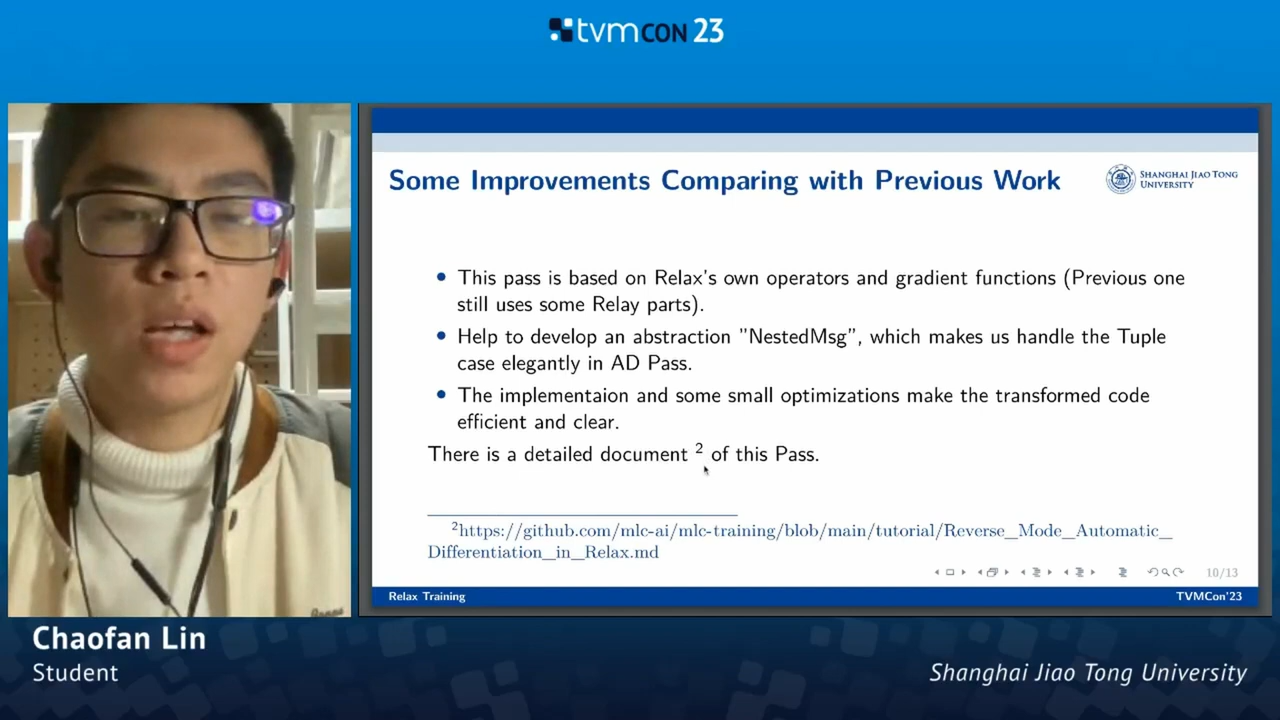 tvmcon 23
Some Improvements Comparing with Previous Work
Shanghai Jiao Tong
University
This pass is based on Relax's own operators and gradient functions (Previous one
still uses some Relay parts).
Help to develop an abstraction "NestedMsg", which makes us handle the Tuple
case elegantly in AD Pass.
The implementaion and some small optimizations make the transformed code
efficient and clear.
There is a detailed document 2 of this Pass.
2https://github.com/mlc-ai/mlc-training/blob/main/tutorial/Reverse_Mode_Automatic_
Differentiation_in_Relax.md
10/13
Relax Training
TVMCon'23
Chaofan Lin
Student
Shanghai Jiao Tong University